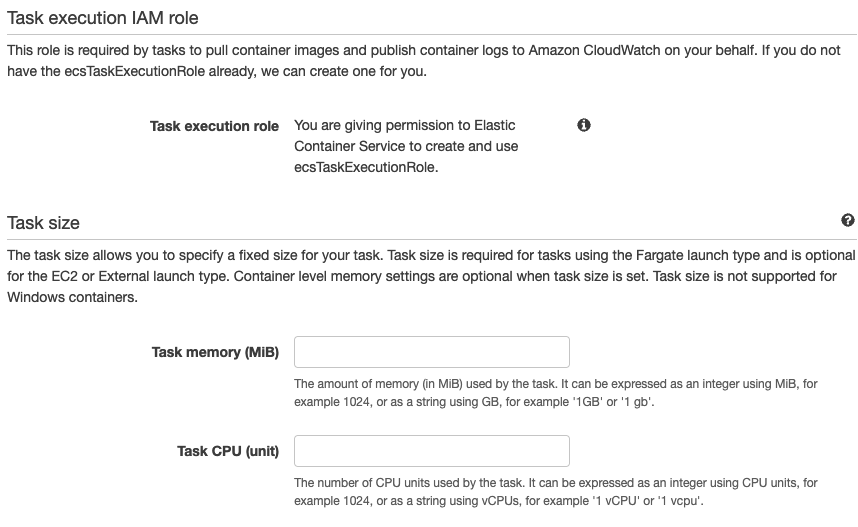 Task execution IAM role
This role is required by tasks to pull container images and publish container logs to Amazon CloudWatch on your behalf. If you do not
have the ecsTaskExecutionRole already, we can create one for you.
Task execution role
You are giving permission to Elastic
Container Service to create and use
ecsTaskExecutionRole.
Task size
The task size allows you to specify a fixed size for your task. Task size is required for tasks using the Fargate launch type and is optional
for the EC2 or External launch type. Container level memory settings are optional when task size is set. Task size is not supported for
Windows containers.
Task memory (MiB)
The amount of memory (in MiB) used by the task. It can be expressed as an integer using MiB, for
example 1024, or as a string using GB, for example '1GB' or '1 gb'.
Task CPU (unit)
The number of CPU units used by the task. It can be expressed as an integer using CPU units, for
example 1024, or as a string using vCPUs, for example '1 vCPU' or '1 vcpu'.